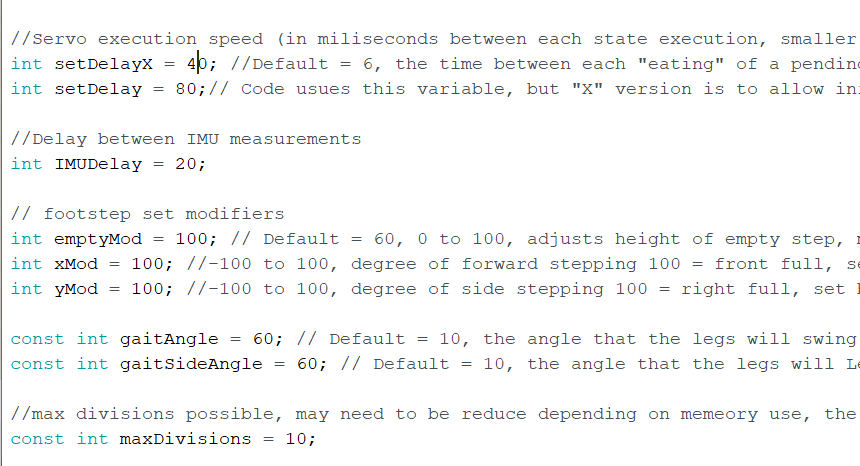 //Servo execution speed (in miliseconds between each state execution, smaller
int setDelayX = 40; //Default = 6, the time between each "eating" of a
int setDelay = 80;// Code usues this variable, but "X" version is to allow
//Delay between IMU measurements
int IMUDelay = 20;
// footstep set modifiers
int emptyMod = 100; // Default = 60, 0 to 100, adjusts height of empty step,
int xMod = 100; //-100 to 100, degree of forward stepping 100 = front full,
int yMod = 100; //-100 to 100, degree of side stepping 100 = right full, set
const int gaitAngle = 60; // Default = 10, the angle that the legs will swing
const int gaitSideAngle = 60; // Default = 10, the angle that the legs will
//max divisions possible, may need to be reduce depending on memeory use, the
const int maxDivisions = 10;